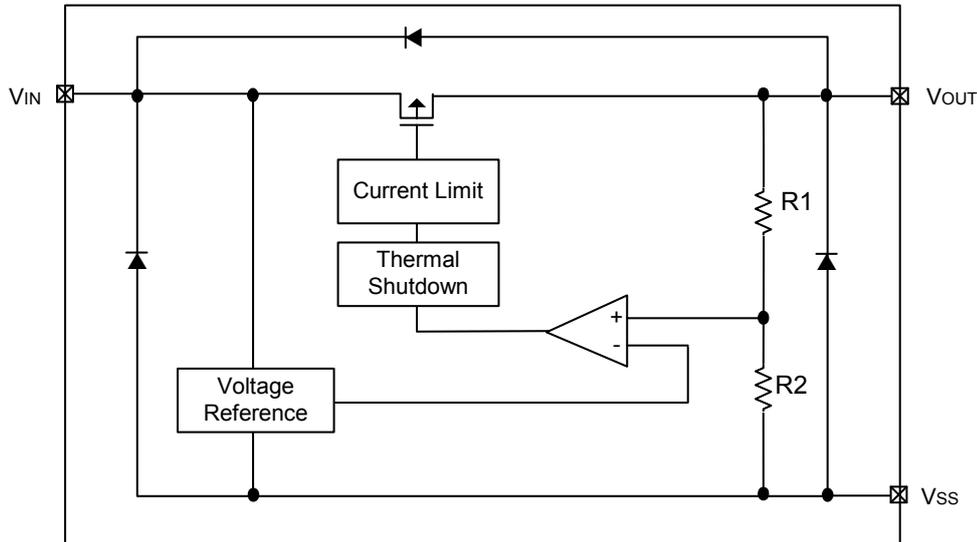 VIN
VOUT
Current Limit
R1
Thermal
Shutdown
+
-
R2
Voltage
Reference
VSS